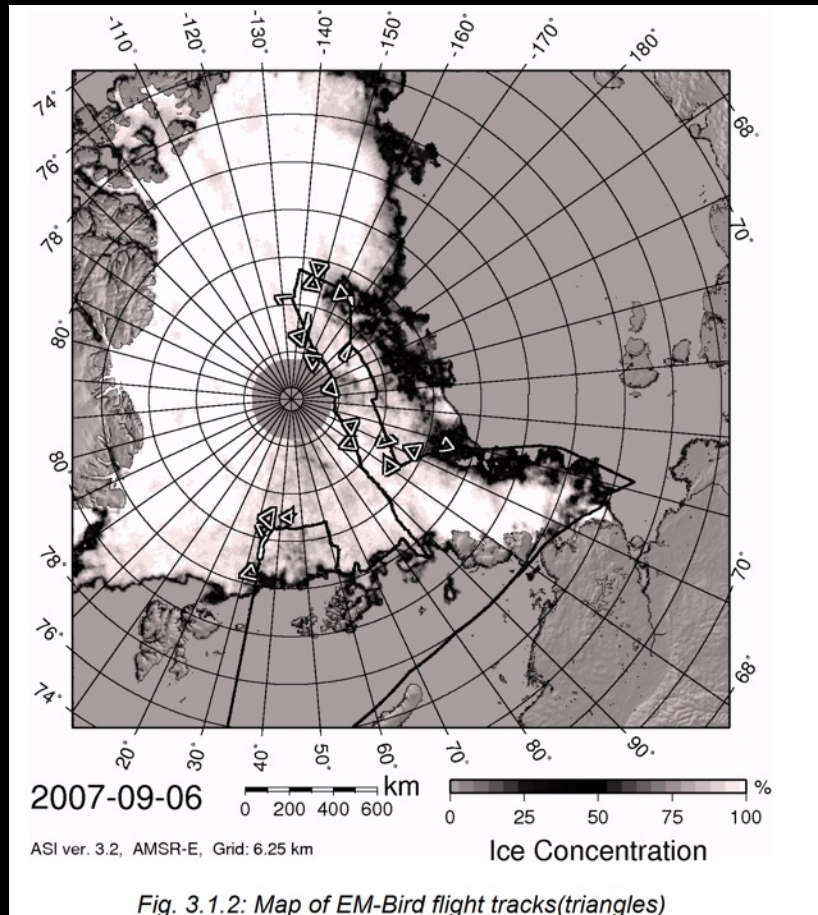 -110° -120° -130° -140° -150° -160° -170° 180°
74° 68°
76°
78° 70°
80°
80°
78° 70°
76°
74° 68°
20° 30° 40° 50° 60° 70° 80° 90°
2007-09-06
km
0 200 400 600
%
0 25 50 75 100
ASI ver. 3.2, AMSR-E, Grid: 6.25 km
Ice Concentration
Fig. 3.1.2: Map of EM-Bird flight tracks(triangles)